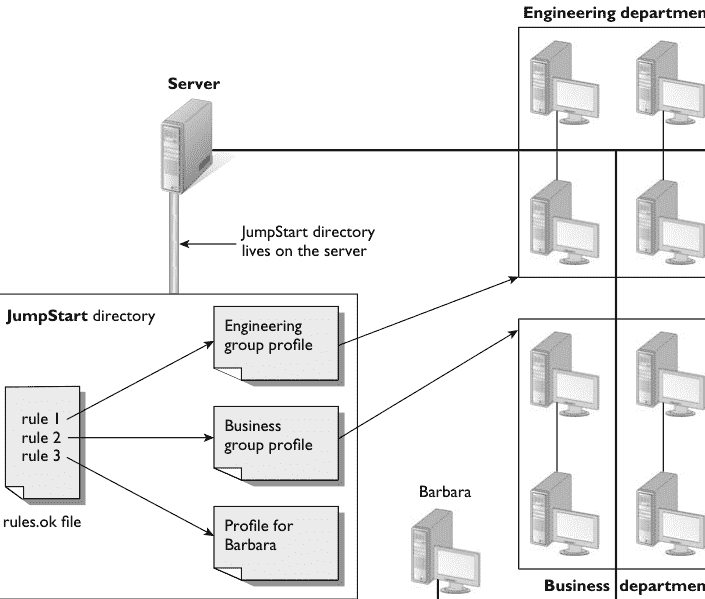 Engineering departmen
Server
JumpStart directory
lives on the server
JumpStart directory
Engineering
group profile
rule 1
rule 2
rule 3
Business
group profile
rules.ok file
Profile for
Barbara
Barbara
Business department